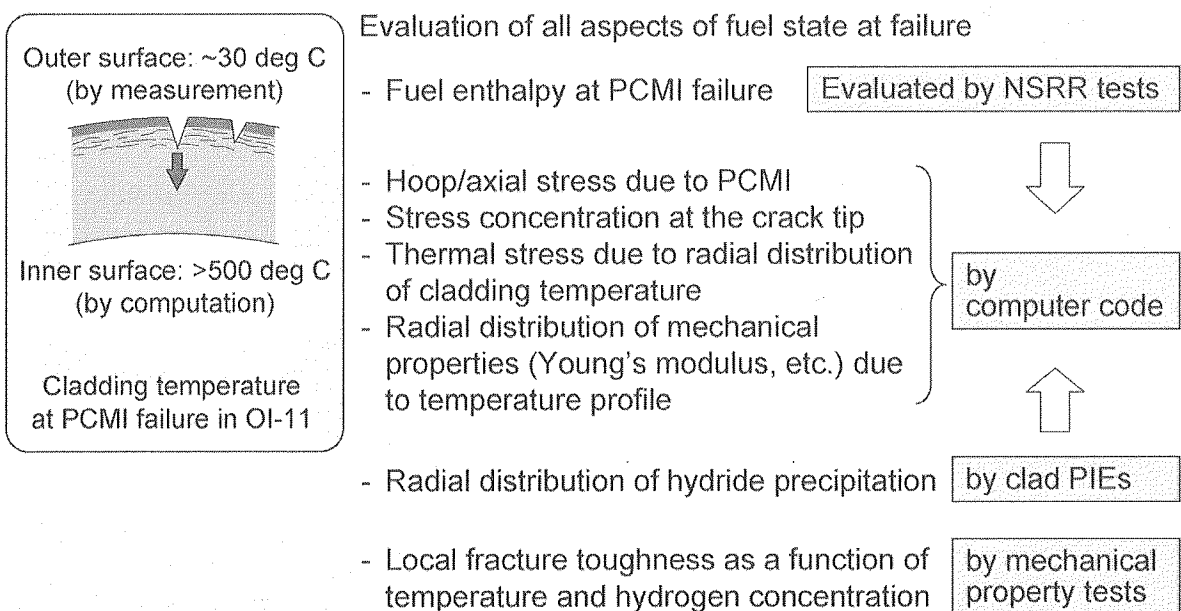 Outer surface: ~30 deg C
(by measurement)
Inner surface: >500 deg C
(by computation)
Cladding temperature
at PCMI failure in OI-11
Evaluation of all aspects of fuel state at failure
- Fuel enthalpy at PCMI failure
Evaluated by NSRR tests
- Hoop/axial stress due to PCMI
- Stress concentration at the crack tip
- Thermal stress due to radial distribution
of cladding temperature
- Radial distribution of mechanical
properties (Young's modulus, etc.) due
to temperature profile
by
computer code
- Radial distribution of hydride precipitation
by clad PIEs
- Local fracture toughness as a function of
temperature and hydrogen concentration
by mechanical
property tests